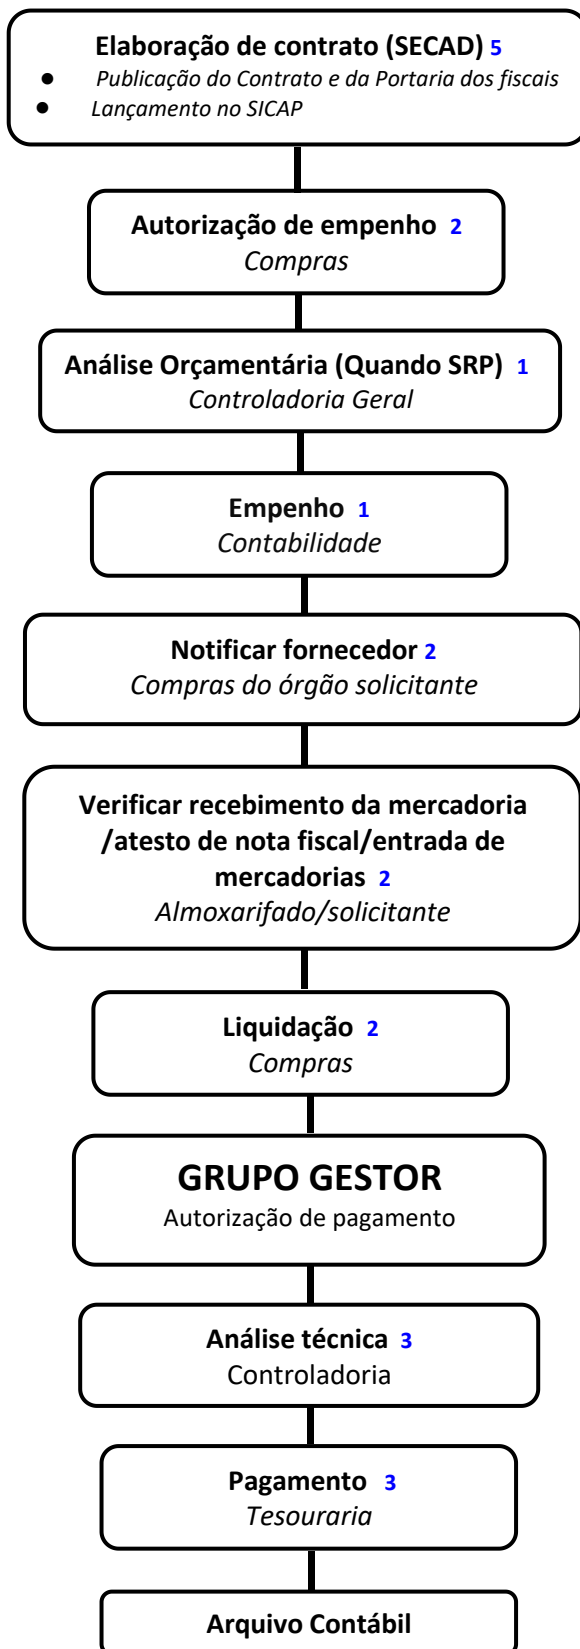 Elaboração de contrato (SECAD) 5
● Publicação do Contrato e da Portaria dos fiscais
● Lançamento no SICAP
Autorização de empenho 2
Compras
Análise Orçamentária (Quando SRP) 1
Controladoria Geral
Empenho 1
Contabilidade
Notificar fornecedor 2
Compras do órgão solicitante
Verificar recebimento da mercadoria
/atesto de nota fiscal/entrada de
mercadorias 2
Almoxarifado/solicitante
Liquidação 2
Compras
GRUPO GESTOR
Autorização de pagamento
Análise técnica 3
Controladoria
Pagamento 3
Tesouraria
Arquivo Contábil